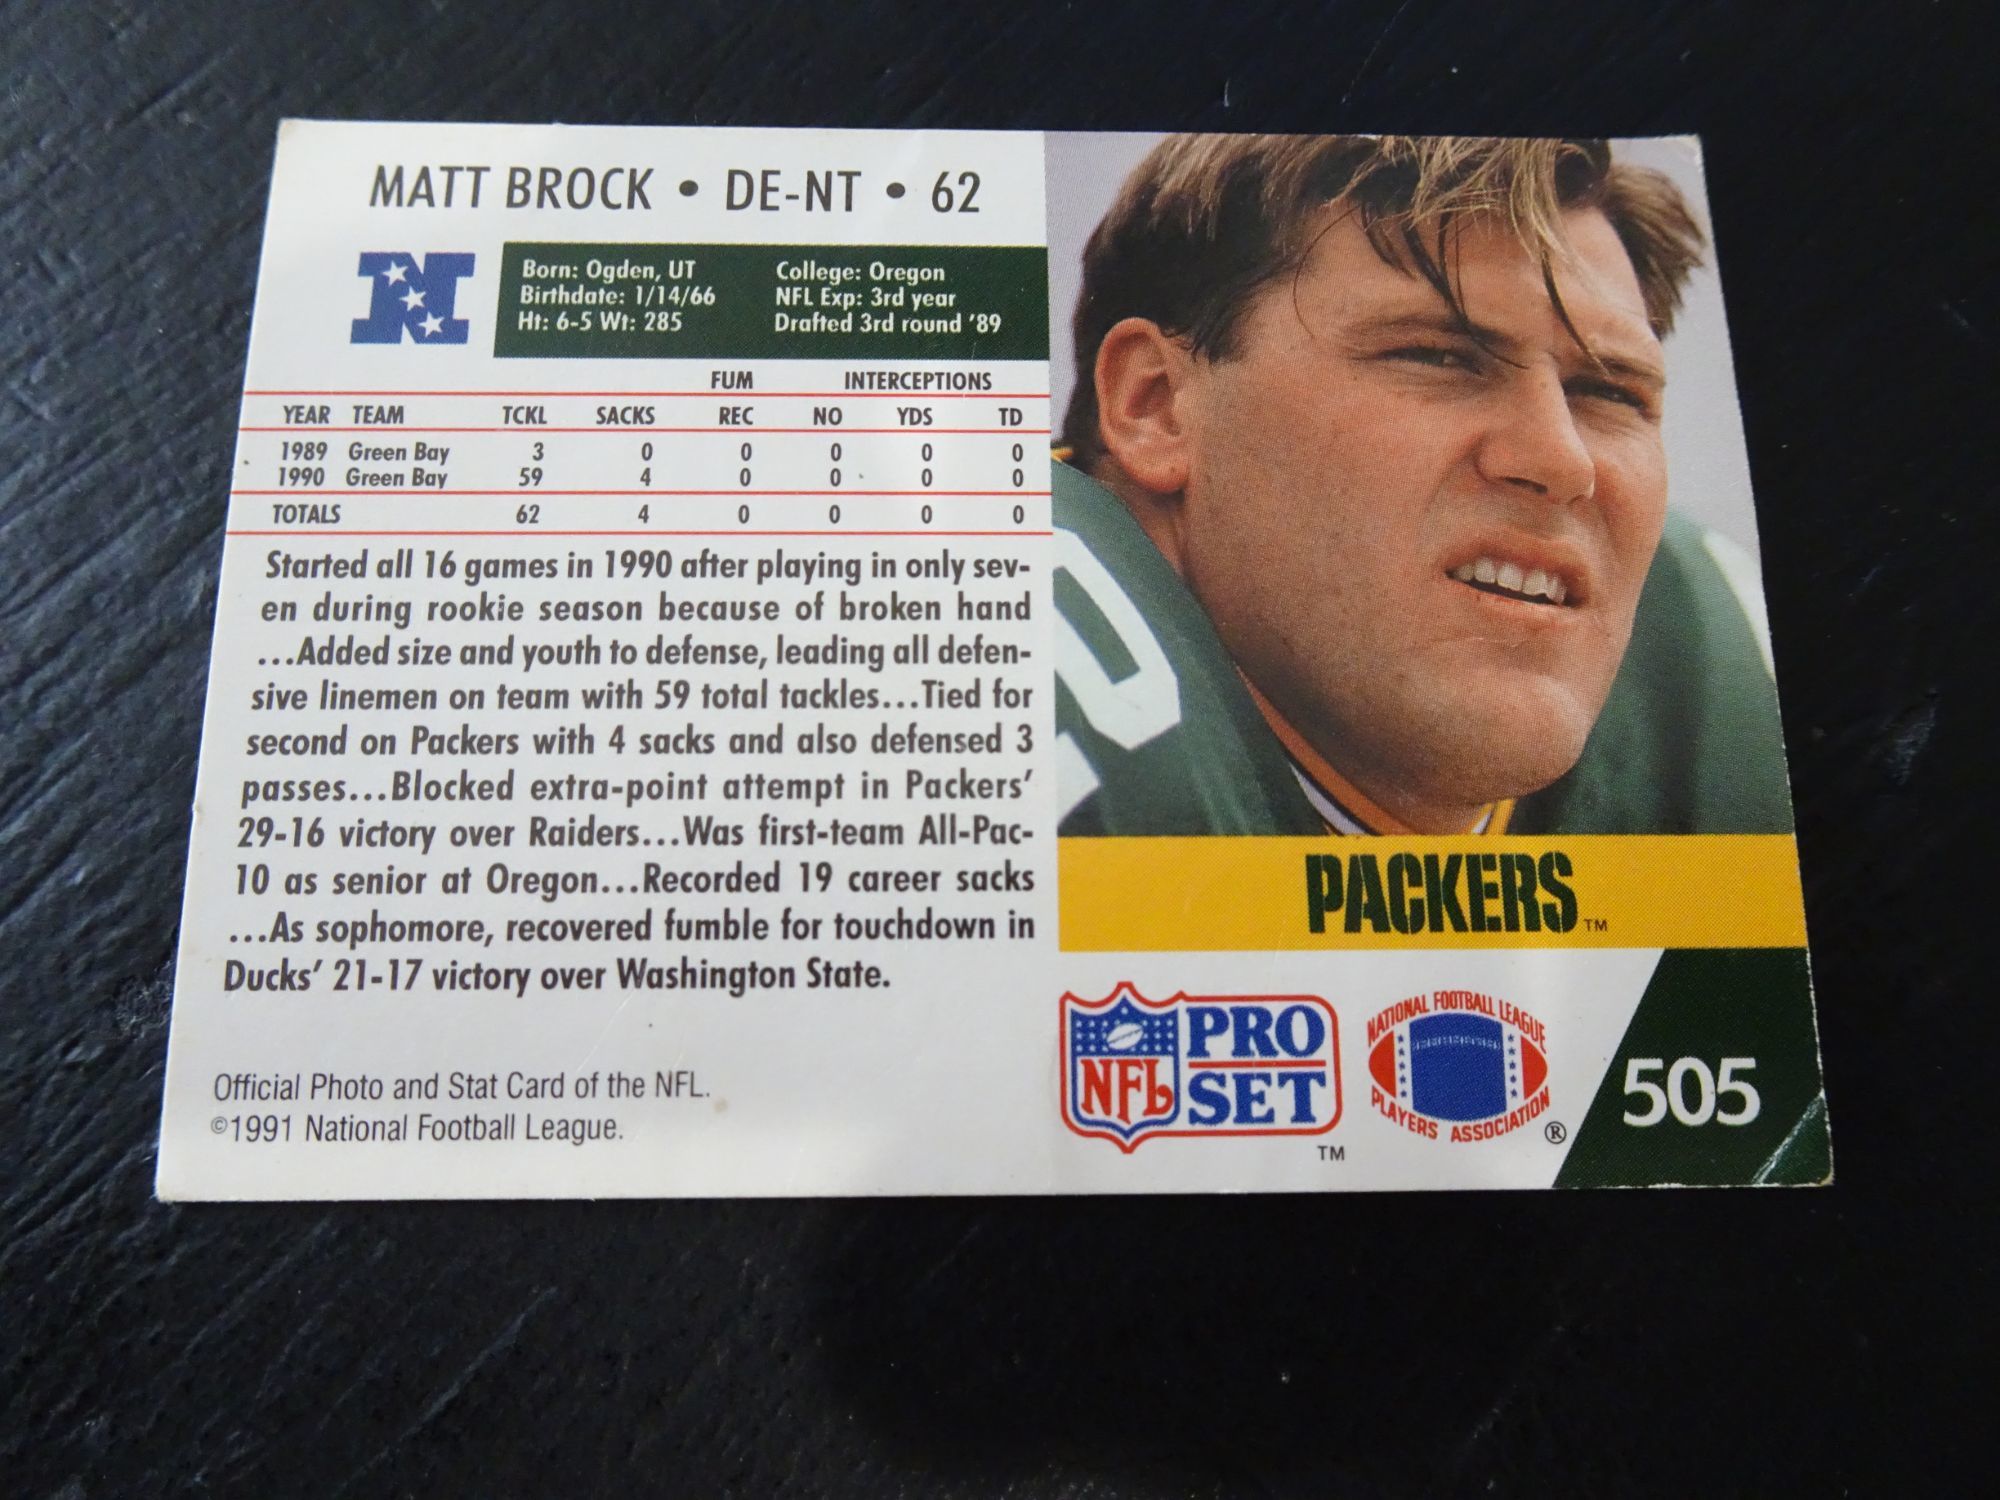 MATT BROCK • DE-NT • 62
N
Born: Ogden, UT
Birthdate: 1/14/66
Ht: 6-5 Wt: 285
College: Oregon
NFL Exp: 3rd year
Drafted 3rd round '89
FUM INTERCEPTIONS
YEAR TEAM TCKL SACKS REC NO YDS TD
1989 Green Bay 3 0 0 0 0 0
1990 Green Bay 59 4 0 0 0 0
TOTALS 62 4 0 0 0 0
Started all 16 games in 1990 after playing in only sev-
en during rookie season because of broken hand
...Added size and youth to defense, leading all defen-
sive linemen on team with 59 total tackles...Tied for
second on Packers with 4 sacks and also defensed 3
passes...Blocked extra-point attempt in Packers'
29-16 victory over Raiders...Was first-team All-Pac-
10 as senior at Oregon...Recorded 19 career sacks
...As sophomore, recovered fumble for touchdown in
Ducks' 21-17 victory over Washington State.
Official Photo and Stat Card of the NFL.
©1991 National Football League.
PACKERS™
NFL
PRO
SET
™
NATIONAL FOOTBALL LEAGUE
PLAYERS ASSOCIATION
®
505